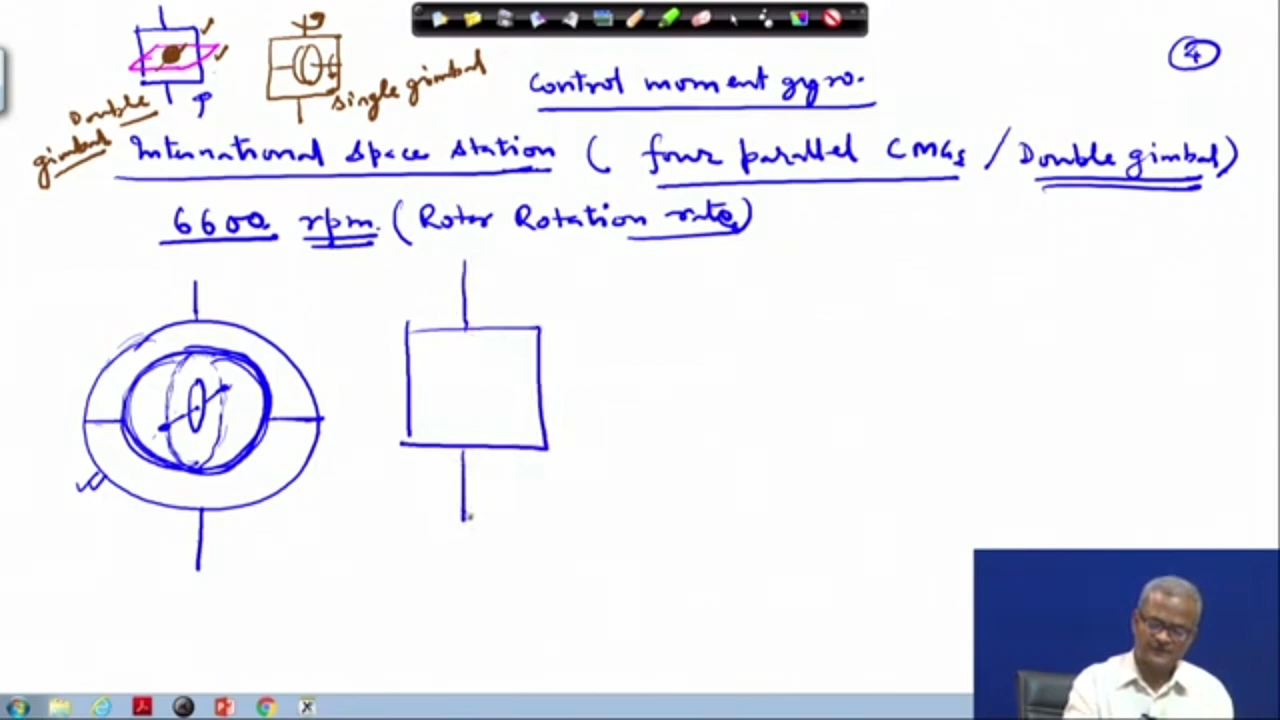 4
Control moment gyro.
Double
gimbal
single gimbal
International Space Station ( four parallel CMGs / Double gimbal)
6600 rpm. (Rotor Rotation rate)